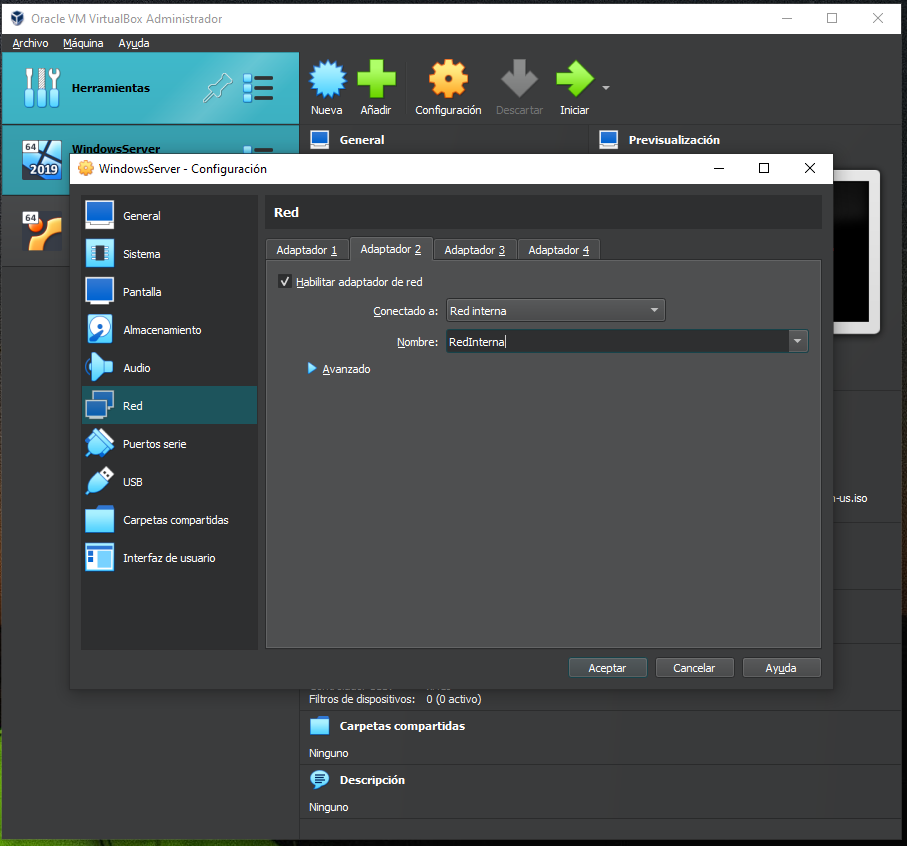 Oracle VM VirtualBox Administrador
Archivo Máquina Ayuda
Herramientas
Nueva Añadir Configuración Descartar Iniciar
64
2019
WindowsServer
General
Previsualización
64
WindowsServer - Configuración
General
Sistema
Pantalla
Almacenamiento
Audio
Red
Puertos serie
USB
Carpetas compartidas
Interfaz de usuario
Red
Adaptador 1 Adaptador 2 Adaptador 3 Adaptador 4
Habilitar adaptador de red
Conectado a: Red interna
Nombre: RedInterna
Avanzado
Aceptar Cancelar Ayuda
n-us.iso
Filtros de dispositivos: 0 (0 activo)
Carpetas compartidas
Ninguno
Descripción
Ninguno